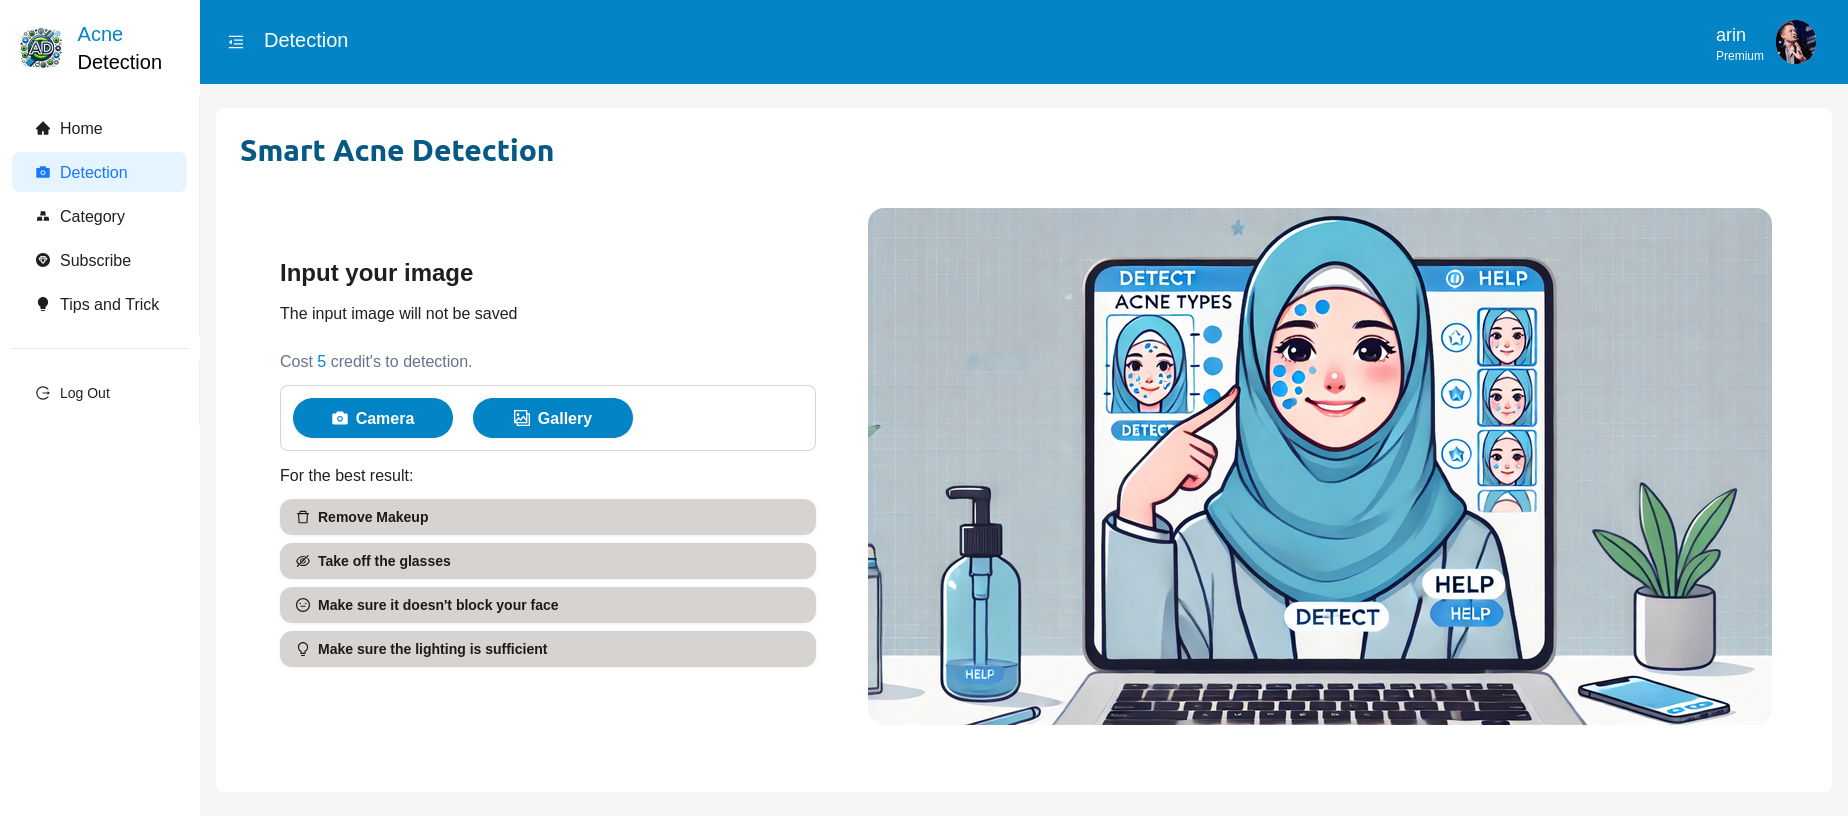 AD
Acne
Detection
Home
Detection
Category
Subscribe
Tips and Trick
Log Out
Detection
arin
Premium
Smart Acne Detection
Input your image
The input image will not be saved
Cost 5 credit's to detection.
Camera
Gallery
For the best result:
Remove Makeup
Take off the glasses
Make sure it doesn't block your face
Make sure the lighting is sufficient
DETECT
HELP
ACNE TYPES
DETECT
HELP
DETECT
HELP
HELP